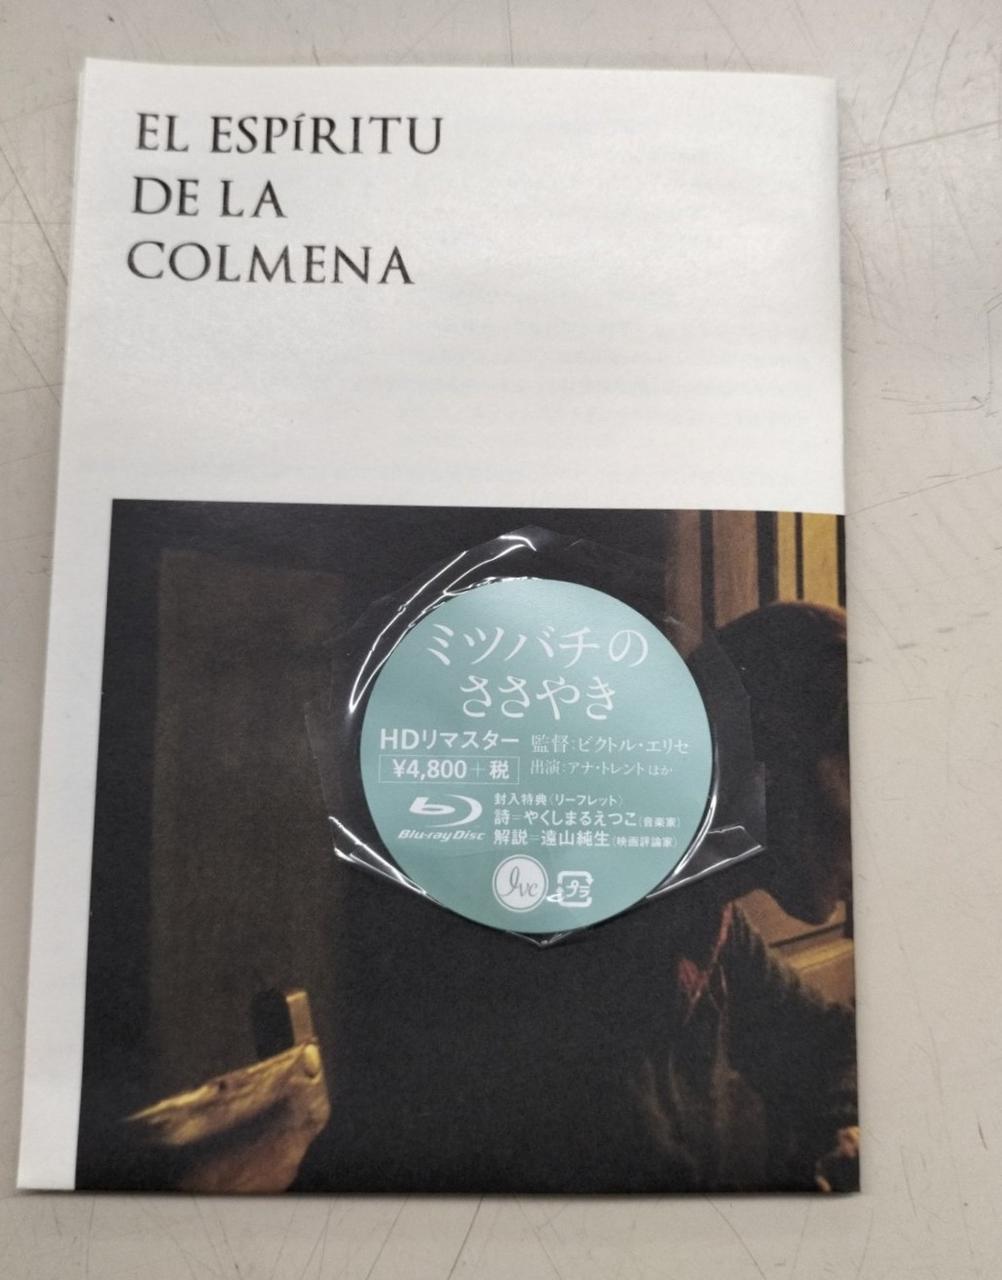 EL ESPÍRITU
DE LA
COLMENA
ミツバチの
ささやき
HDリマスター 監督:ビクトル・エリセ
¥4,800+税 出演:アナ・トレントほか
封入特典〈リーフレット〉
詩=やくしまるえつこ(音楽家)
Blu-ray Disc 解説=遠山純生(映画評論家)
ivc プラ